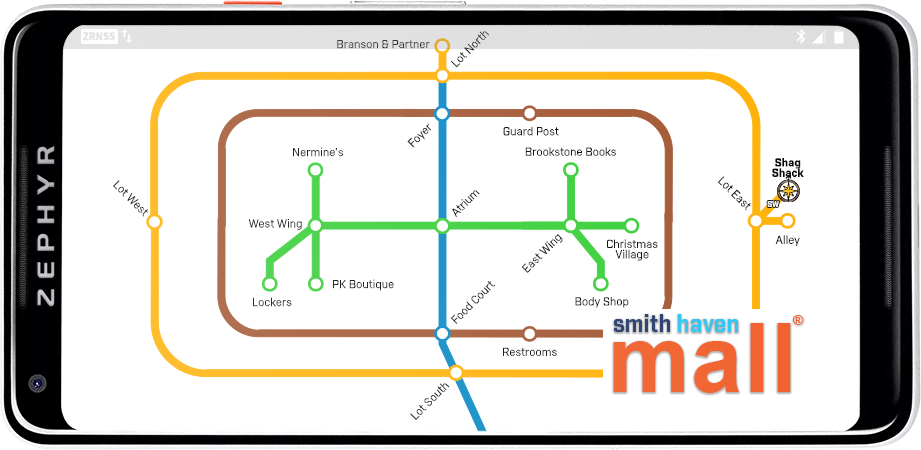 ZRNSS
Branson & Partner
Lot North
Foyer
Guard Post
Nermine's
Brookstone Books
Shag
Shack
Lot West
Lot East
SW
Atrium
West Wing
Alley
East Wing
Christmas
Village
Lockers
PK Boutique
Body Shop
Food Court
smith haven
mall®
Restrooms
Lot South
ZEPHYR